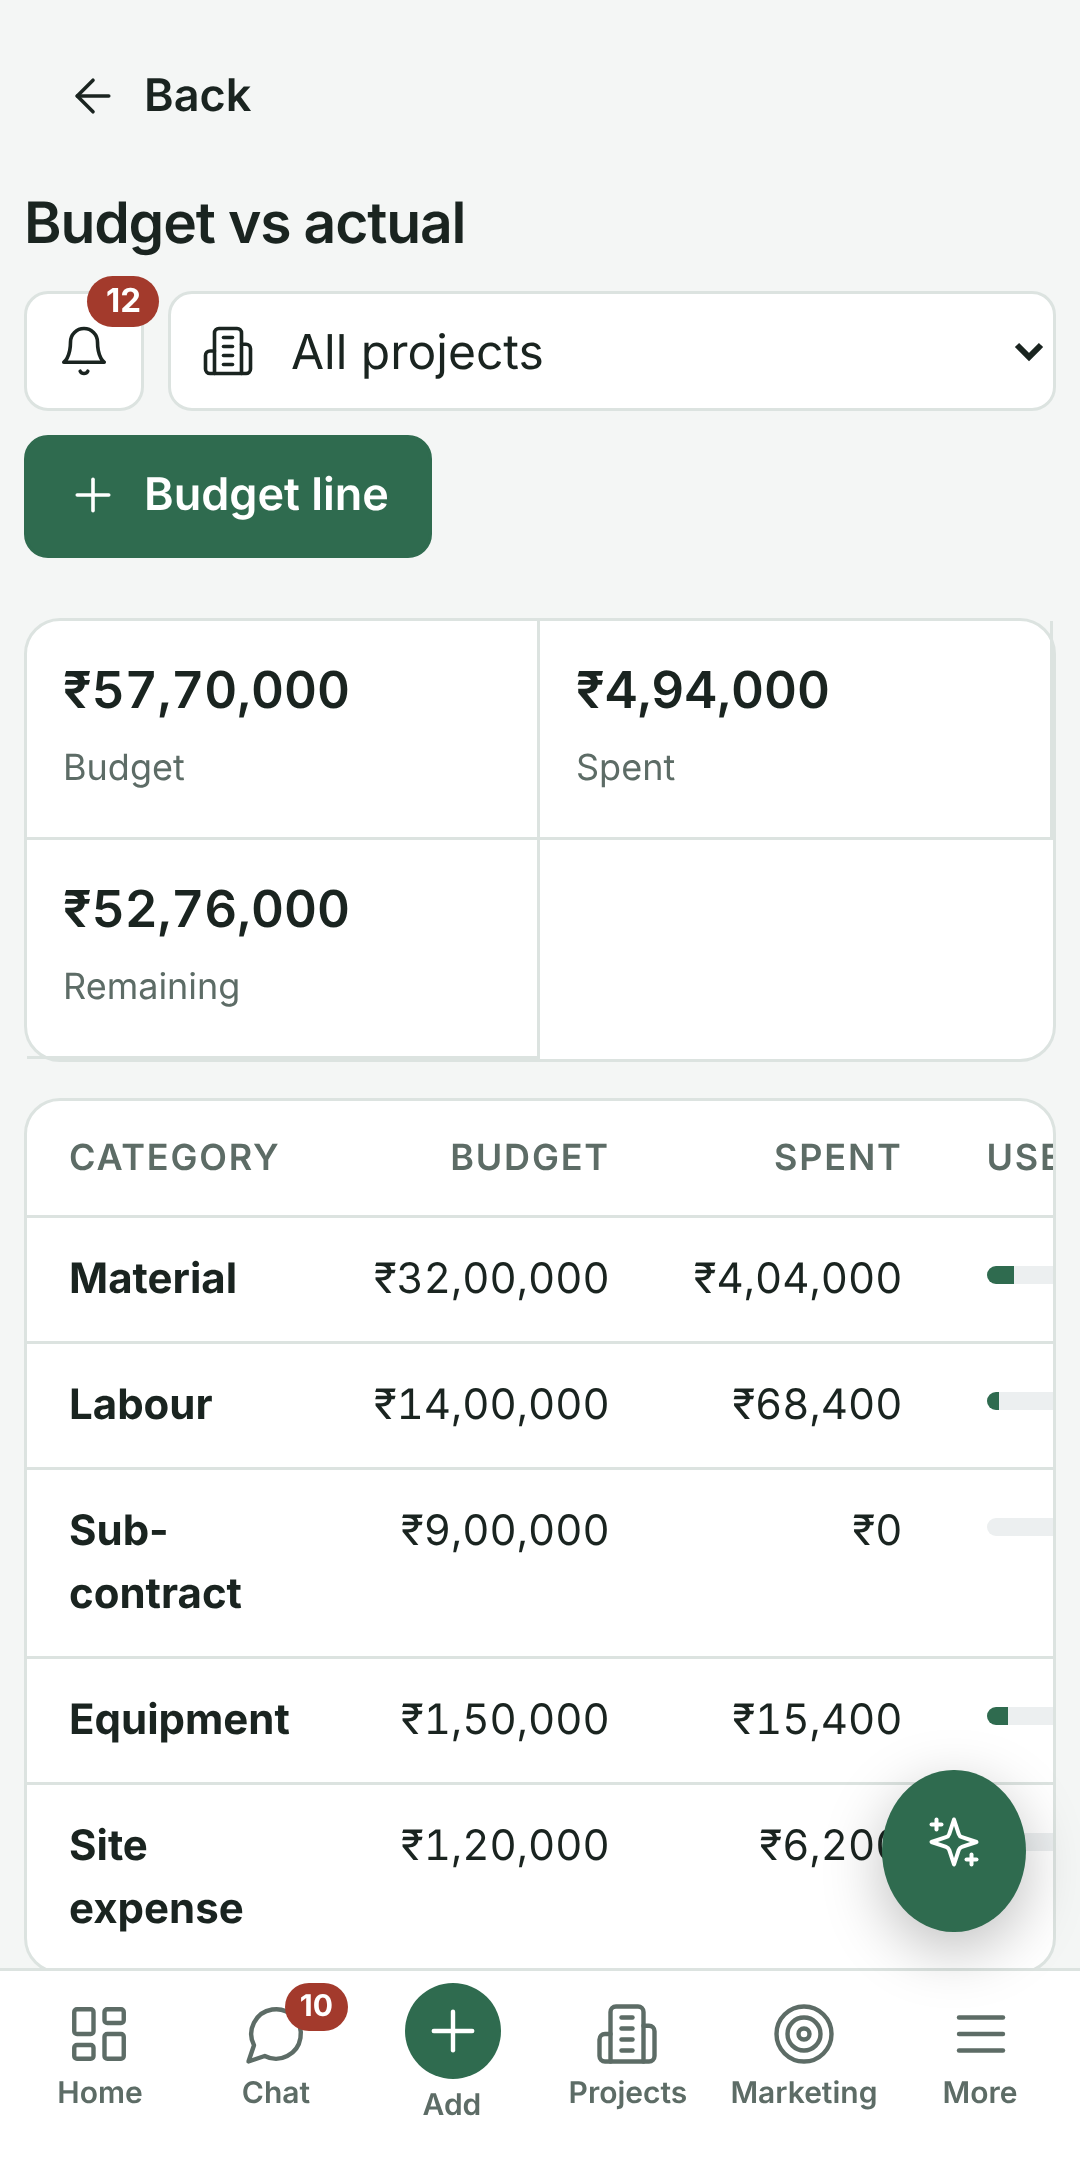 Back
Budget vs actual
12
All projects
Budget line
₹57,70,000
₹4,94,000
Budget
Spent
₹52,76,000
Remaining
CATEGORY BUDGET SPENT
Material ₹32,00,000 ₹4,04,000
Labour ₹14,00,000 ₹68,400
Sub-
contract ₹9,00,000 ₹0
Equipment ₹1,50,000 ₹15,400
Site
expense ₹1,20,000 ₹6,200
10
Home Chat Add Projects Marketing More